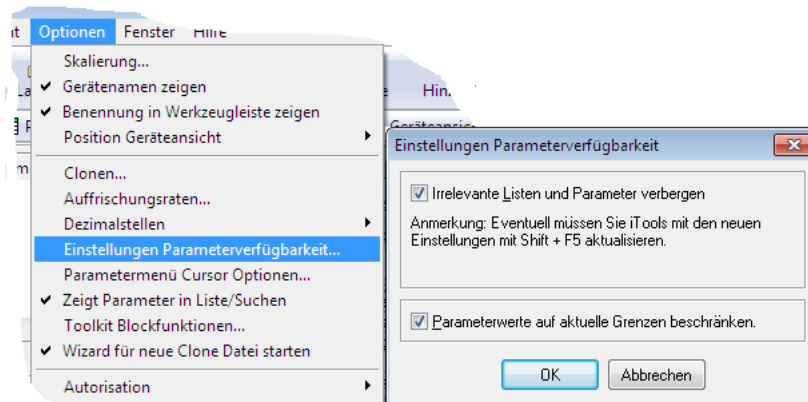 Optionen Fenster Hilfe
Skalierung...
Gerätenamen zeigen
Benennung in Werkzeugleiste zeigen
Position Geräteansicht
Clonen...
Auffrischungsraten...
Dezimalstellen
Einstellungen Parameterverfügbarkeit...
Parametermenü Cursor Optionen...
Zeigt Parameter in Liste/Suchen
Toolkit Blockfunktionen...
Wizard für neue Clone Datei starten
Autorisation
Einstellungen Parameterverfügbarkeit
Irrelevante Listen und Parameter verbergen
Anmerkung: Eventuell müssen Sie iTools mit den neuen
Einstellungen mit Shift + F5 aktualisieren.
Parameterwerte auf aktuelle Grenzen beschränken.
OK Abbrechen